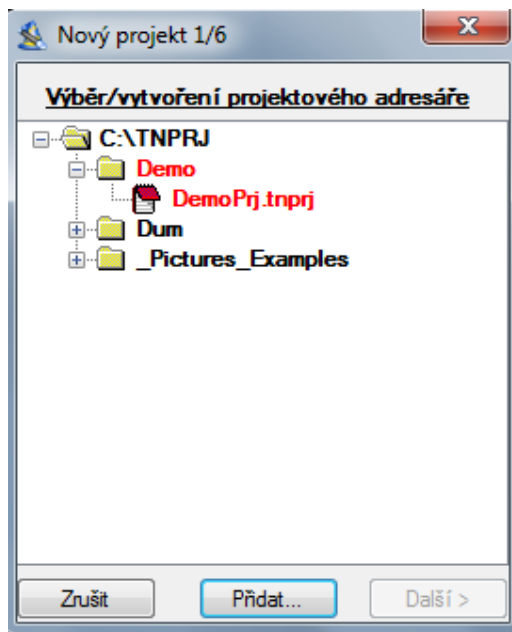 Nový projekt 1/6
Výběr/vytvoření projektového adresáře
C:\TNPRJ
Demo
DemoPrj.tnprj
Dum
_Pictures_Examples
Zrušit Přidat... Další >